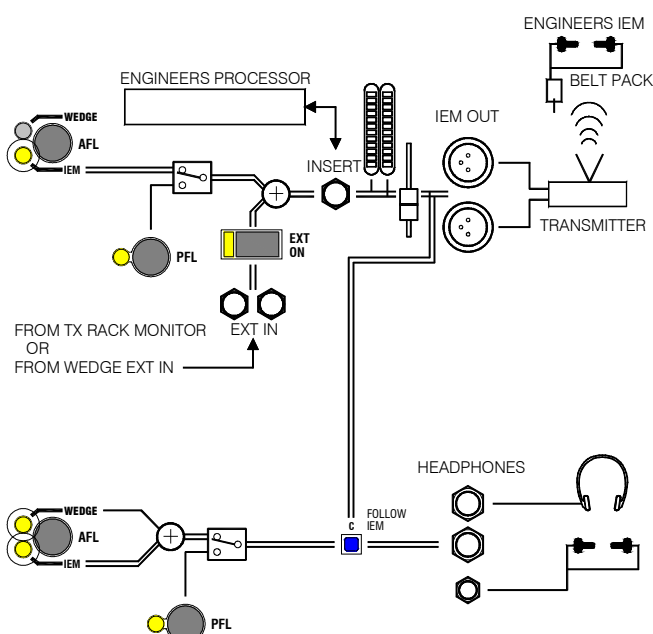 ENGINEERS IEM
BELT PACK
ENGINEERS PROCESSOR
WEDGE
AFL
IEM
INSERT
IEM OUT
TRANSMITTER
PFL
EXT
ON
EXT IN
FROM TX RACK MONITOR
OR
FROM WEDGE EXT IN
HEADPHONES
WEDGE
AFL
IEM
C
FOLLOW
IEM
PFL